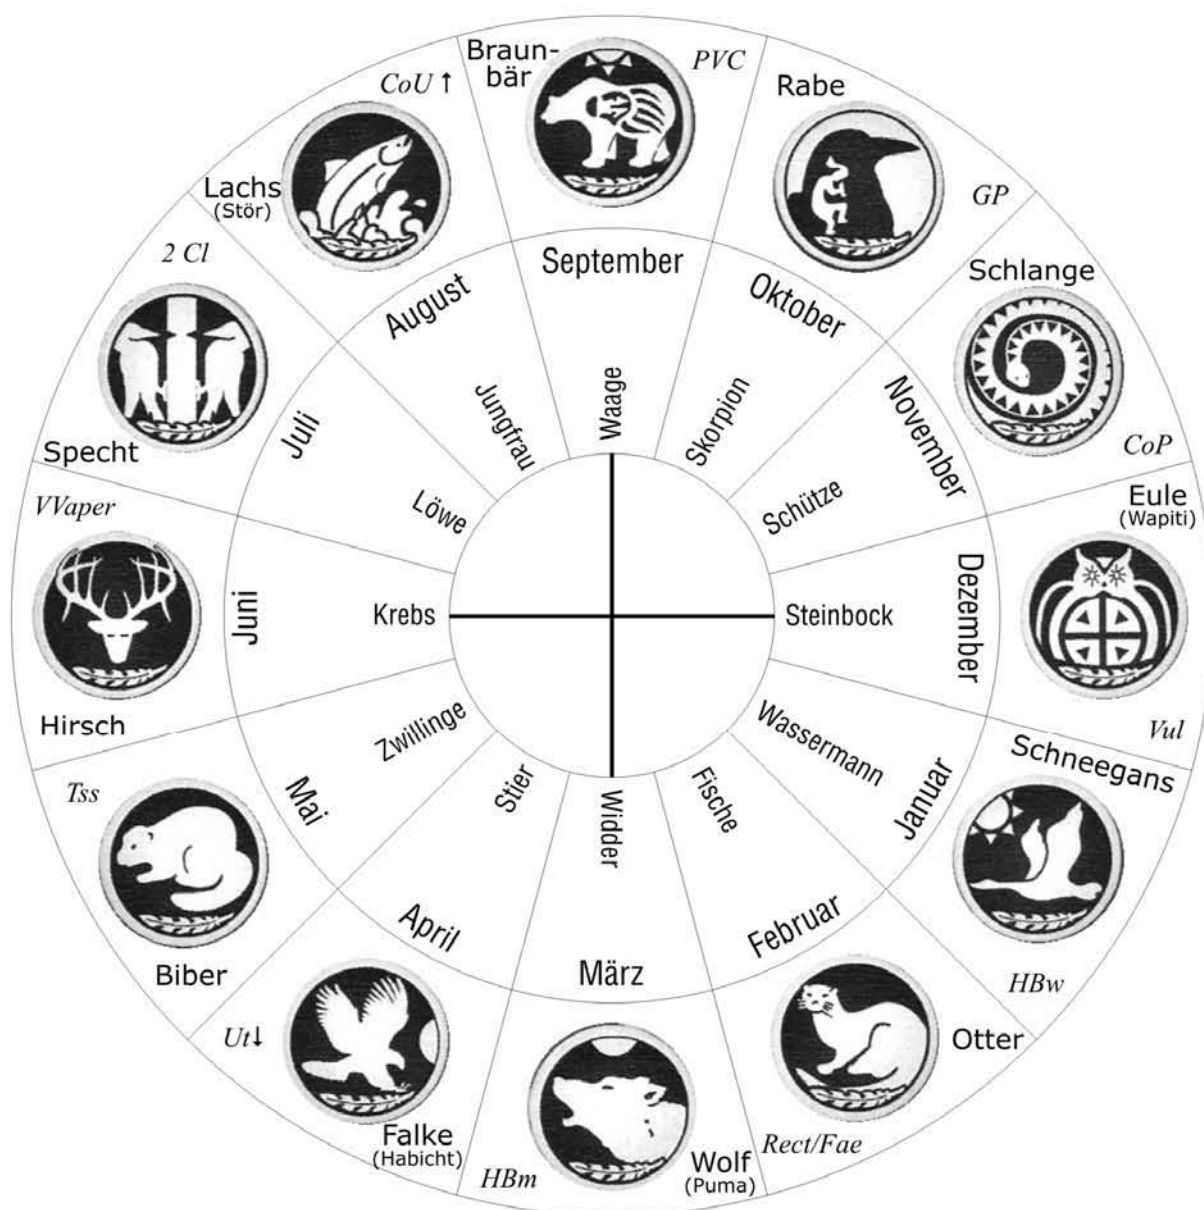 Braun-
bär
PVC
Rabe
GP
Schlange
CoP
Eule
(Wapiti)
Vul
Schneegans
HBw
Otter
Rect/Fae
Wolf
(Puma)
HBm
Falke
(Habicht)
Ut↓
Biber
Tss
Hirsch
VVaper
Specht
2 Cl
Lachs
(Stör)
CoU ↑
September
Oktober
November
Dezember
Januar
Februar
März
April
Mai
Juni
Juli
August
Waage
Skorpion
Schütze
Steinbock
Wassermann
Fische
Widder
Stier
Zwillinge
Krebs
Löwe
Jungfrau